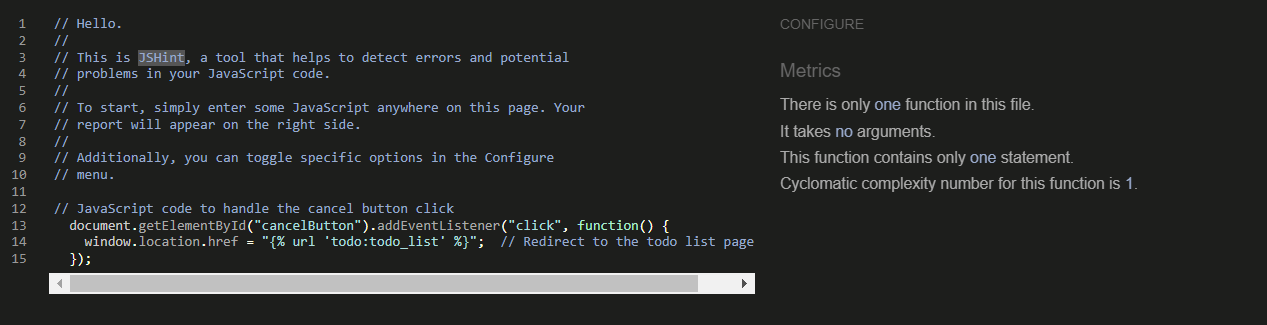 1 // Hello.
2 //
3 // This is JSHint, a tool that helps to detect errors and potential
4 // problems in your JavaScript code.
5 //
6 // To start, simply enter some JavaScript anywhere on this page. Your
7 // report will appear on the right side.
8 //
9 // Additionally, you can toggle specific options in the Configure
10 // menu.
11
12 // JavaScript code to handle the cancel button click
13 document.getElementById("cancelButton").addEventListener("click", function() {
14 window.location.href = "{% url 'todo:todo_list' %}"; // Redirect to the todo list page
15 });
CONFIGURE
Metrics
There is only one function in this file.
It takes no arguments.
This function contains only one statement.
Cyclomatic complexity number for this function is 1.